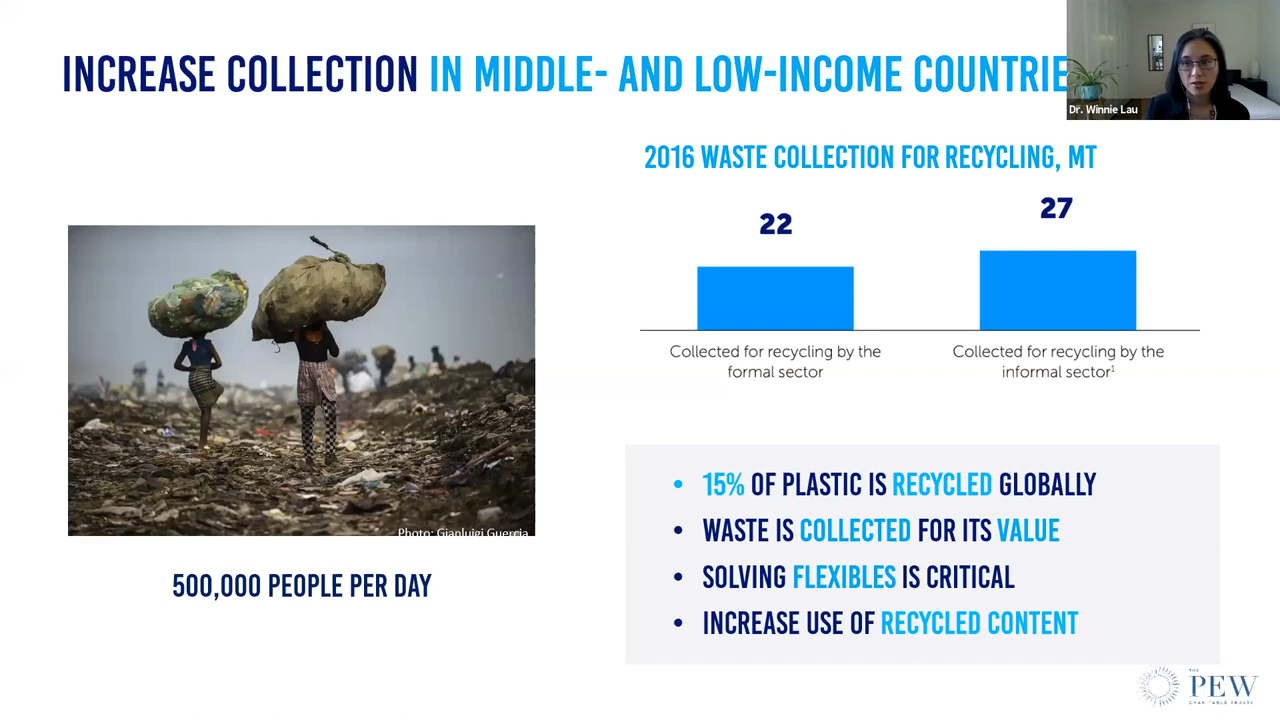 INCREASE COLLECTION IN MIDDLE- AND LOW-INCOME COUNTRIE
Dr. Winnie Lau
2016 WASTE COLLECTION FOR RECYCLING, MT
22
27
Collected for recycling by the
formal sector
Collected for recycling by the
informal sector¹
Photo: Gianluigi Guercia
500,000 PEOPLE PER DAY
• 15% OF PLASTIC IS RECYCLED GLOBALLY
• WASTE IS COLLECTED FOR ITS VALUE
• SOLVING FLEXIBLES IS CRITICAL
• INCREASE USE OF RECYCLED CONTENT
THE
PEW
CHARITABLE TRUSTS